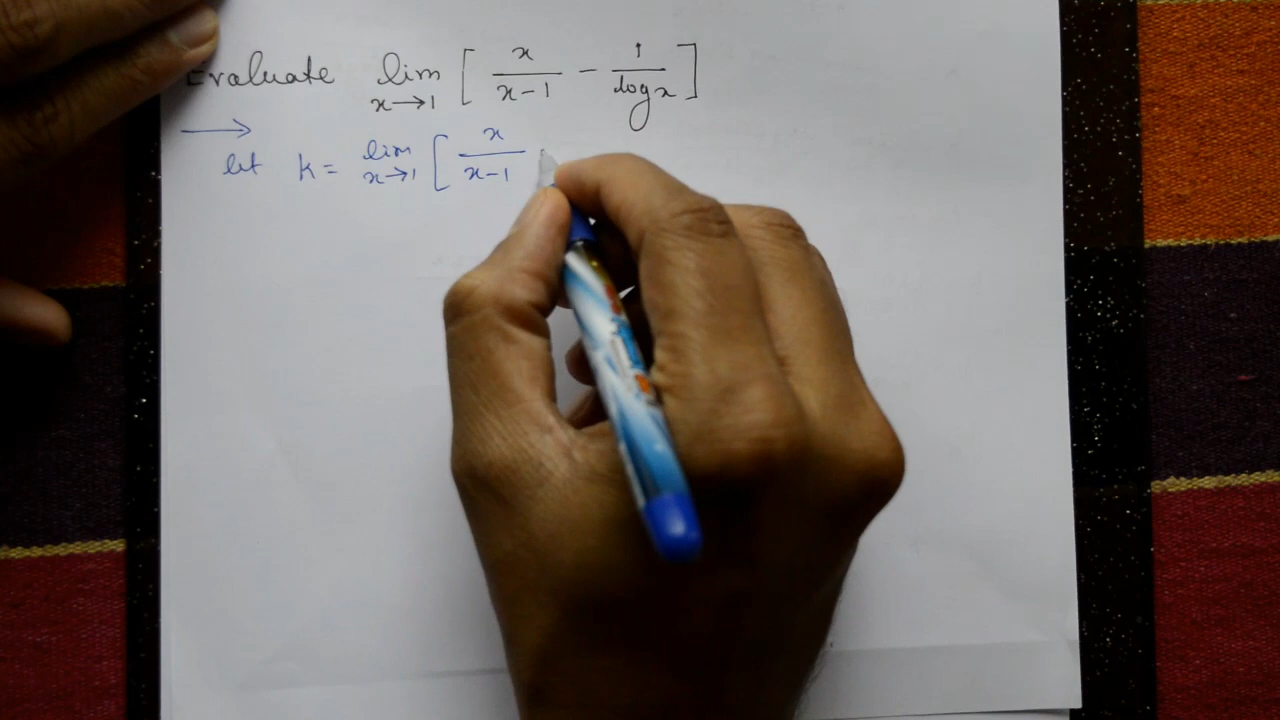 Evaluate lim x→1 [ x/(x-1) - 1/log x ]
let k = lim x→1 [ x/(x-1)